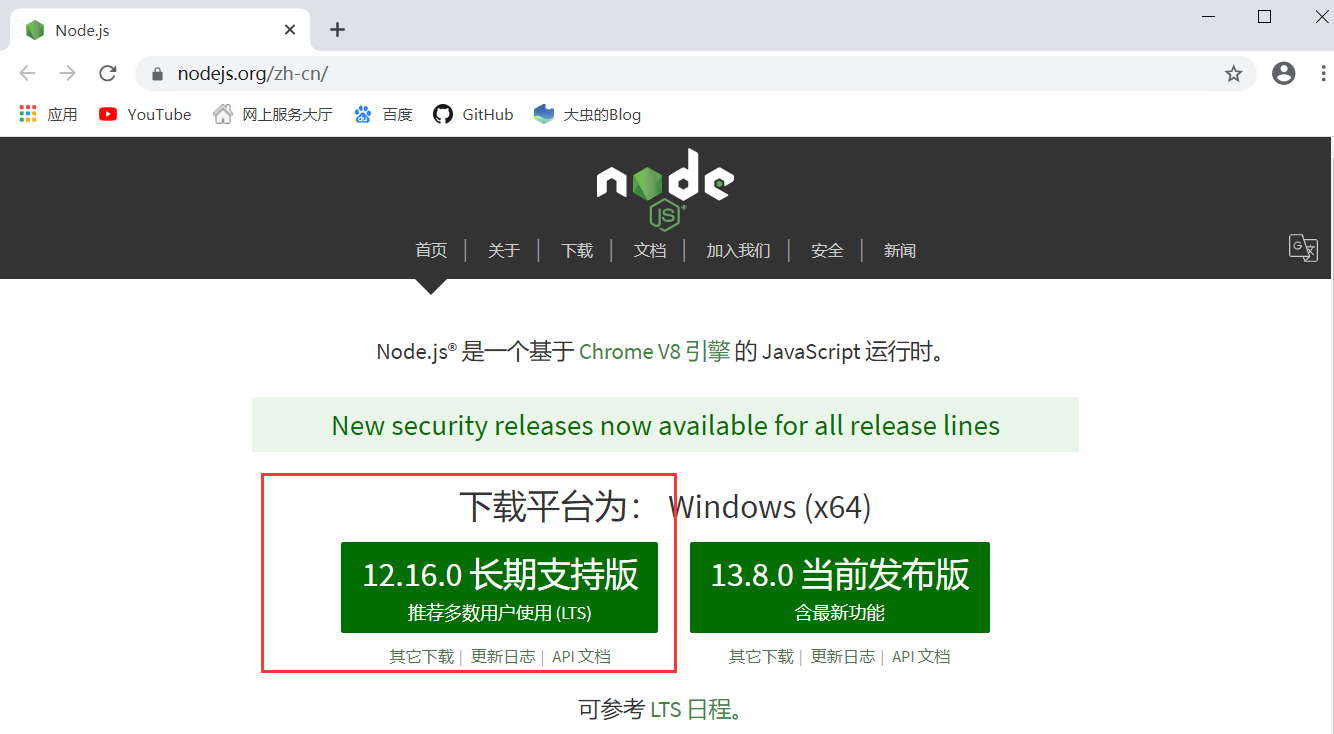 Node.js
nodejs.org/zh-cn/
应用 YouTube 网上服务大厅 百度 GitHub 大虫的Blog
node
JS
首页 | 关于 | 下载 | 文档 | 加入我们 | 安全 | 新闻
Node.js® 是一个基于 Chrome V8 引擎 的 JavaScript 运行时。
New security releases now available for all release lines
下载平台为： Windows (x64)
12.16.0 长期支持版
推荐多数用户使用 (LTS)
其它下载 | 更新日志 | API 文档
13.8.0 当前发布版
含最新功能
其它下载 | 更新日志 | API 文档
可参考 LTS 日程。